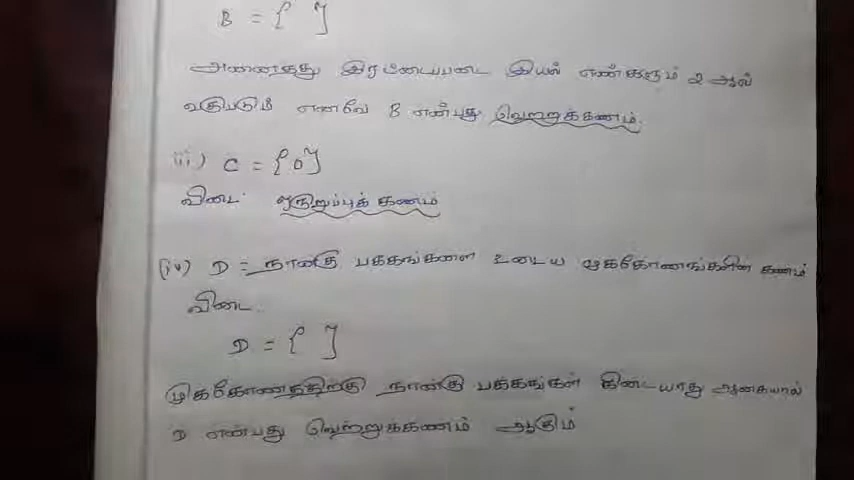 B = { }
அனைத்து இரட்டைப்படை இயல் எண்களும் 2 ஆல்
வகுபடும் எனவே B என்பது வெற்றுக்கணம்.
iii) C = {0}
விடை ஓருறுப்புக் கணம்
(iv) D = நான்கு பக்கங்களை உடைய முக்கோணங்களின் கணம்
விடை.
D = { }
முக்கோணத்திற்கு நான்கு பக்கங்கள் கிடையாது ஆகையால்
D என்பது வெற்றுக்கணம் ஆகும்